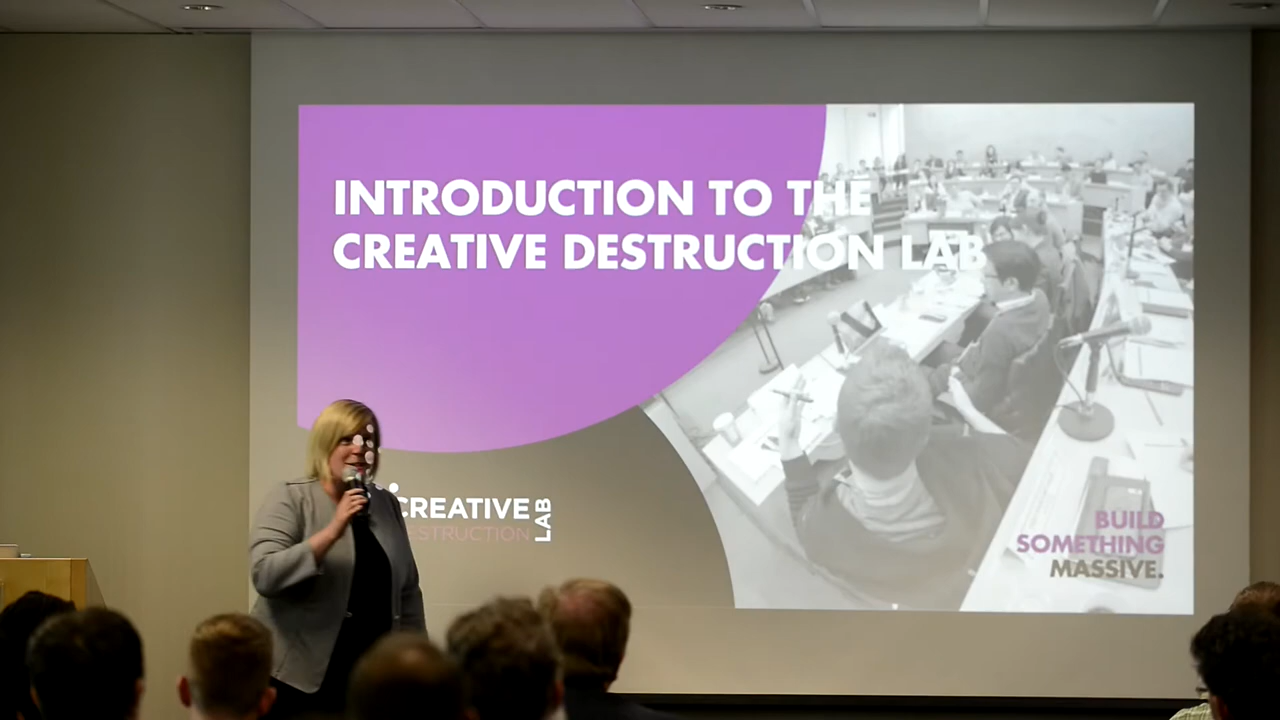 INTRODUCTION TO THE
CREATIVE DESTRUCTION LAB
CREATIVE
DESTRUCTION
LAB
BUILD
SOMETHING
MASSIVE.